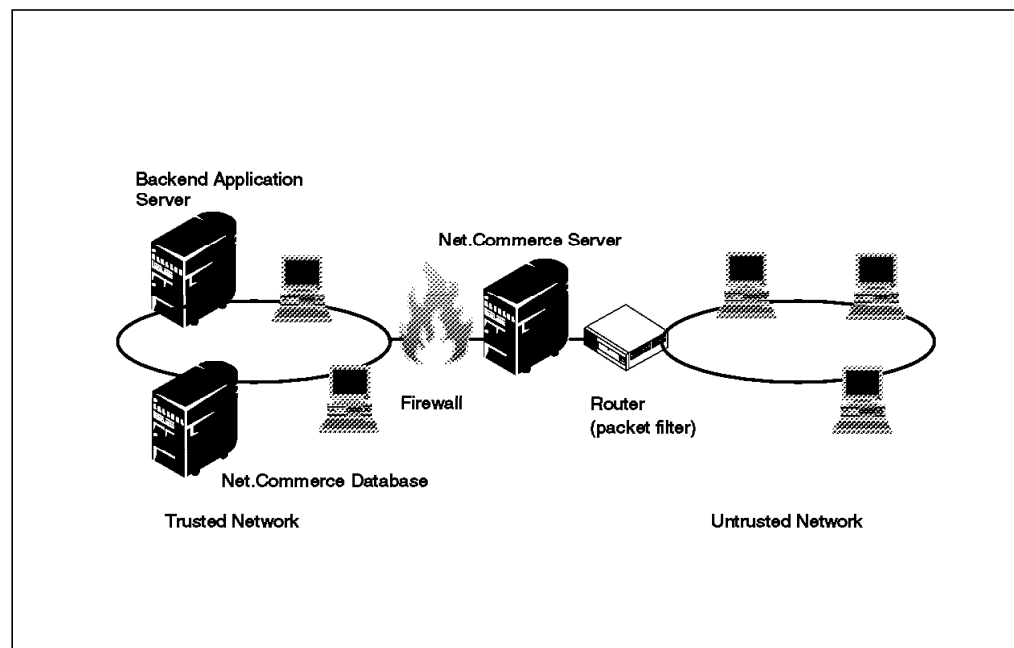 Backend Application
Server
Net.Commerce Server
Firewall
Router
(packet filter)
Net.Commerce Database
Trusted Network
Untrusted Network